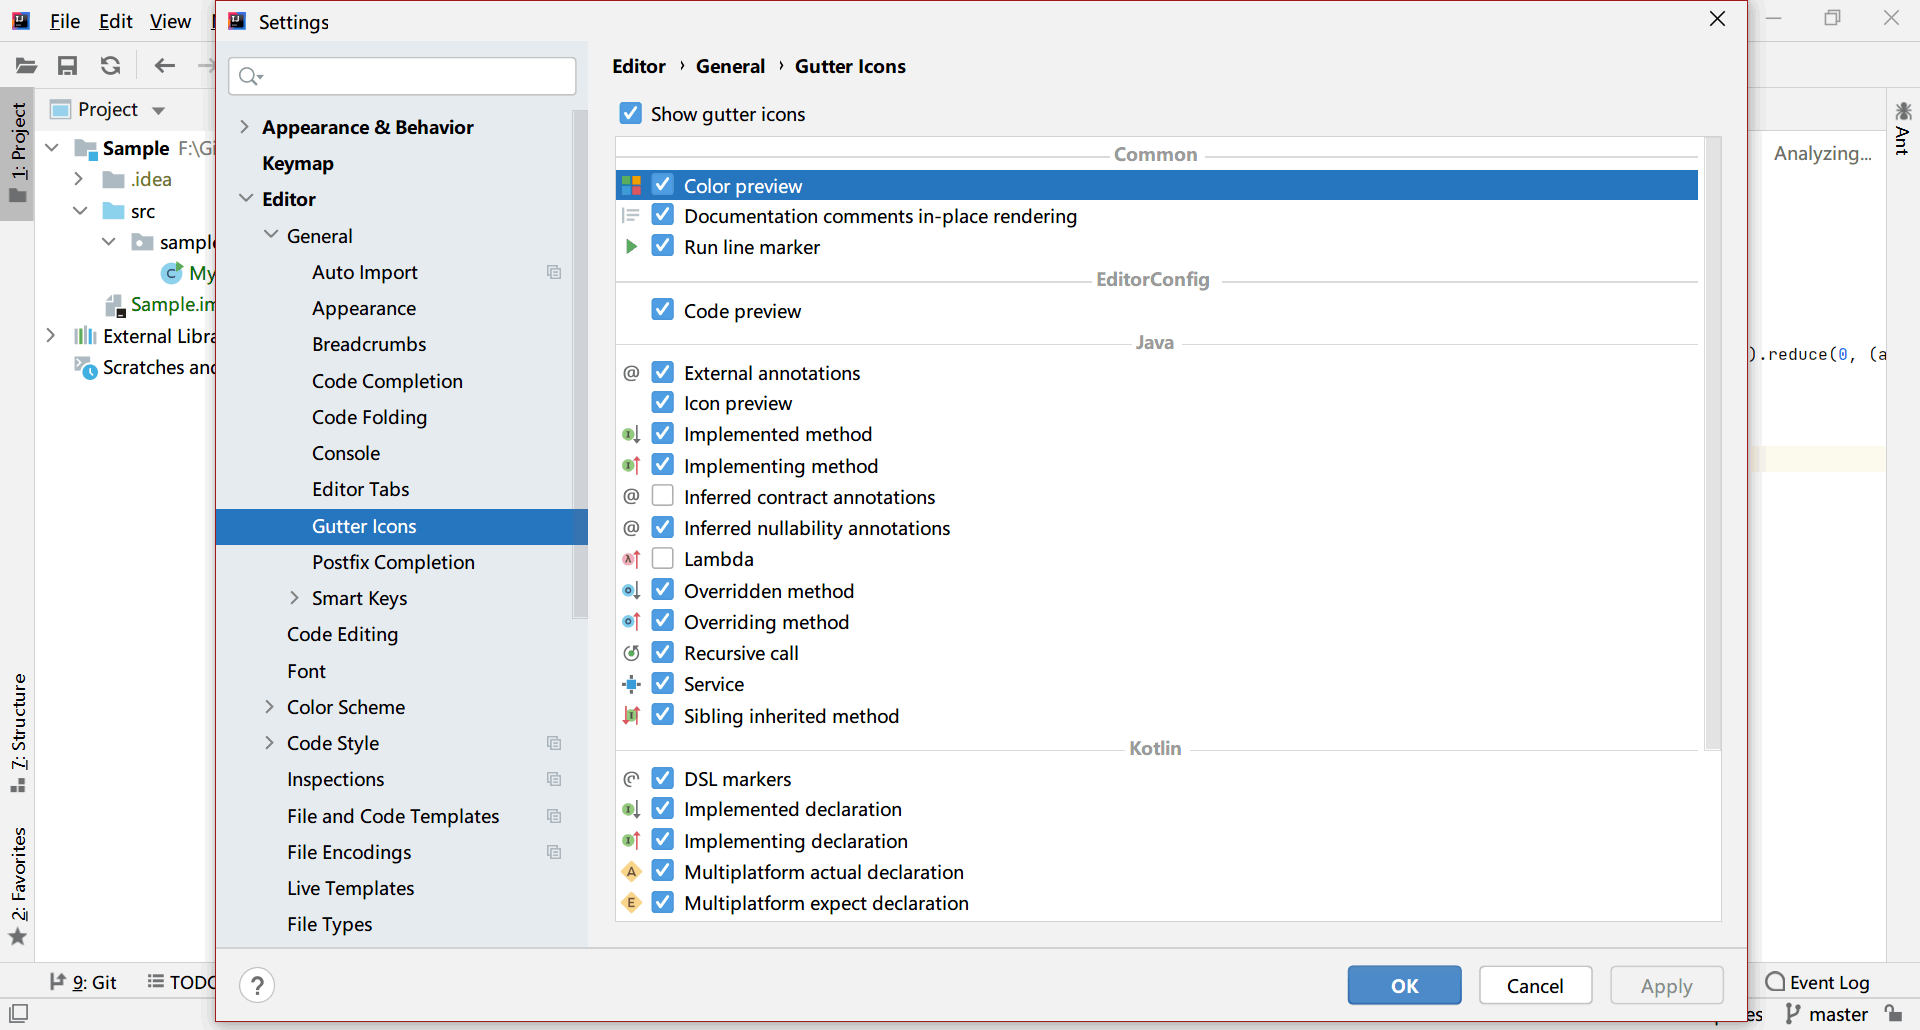 File Edit View
Settings
1: Project
Project
Sample F:\Gi
.idea
src
sample
My
Sample.im
External Libra
Scratches and
7: Structure
2: Favorites
Appearance & Behavior
Keymap
Editor
General
Auto Import
Appearance
Breadcrumbs
Code Completion
Code Folding
Console
Editor Tabs
Gutter Icons
Postfix Completion
Smart Keys
Code Editing
Font
Color Scheme
Code Style
Inspections
File and Code Templates
File Encodings
Live Templates
File Types
Editor › General › Gutter Icons
Show gutter icons
Common
Color preview
Documentation comments in-place rendering
Run line marker
EditorConfig
Code preview
Java
External annotations
Icon preview
Implemented method
Implementing method
Inferred contract annotations
Inferred nullability annotations
Lambda
Overridden method
Overriding method
Recursive call
Service
Sibling inherited method
Kotlin
DSL markers
Implemented declaration
Implementing declaration
Multiplatform actual declaration
Multiplatform expect declaration
? OK Cancel Apply
Analyzing...
).reduce(0, (a
Ant
9: Git TODO
Event Log
es master